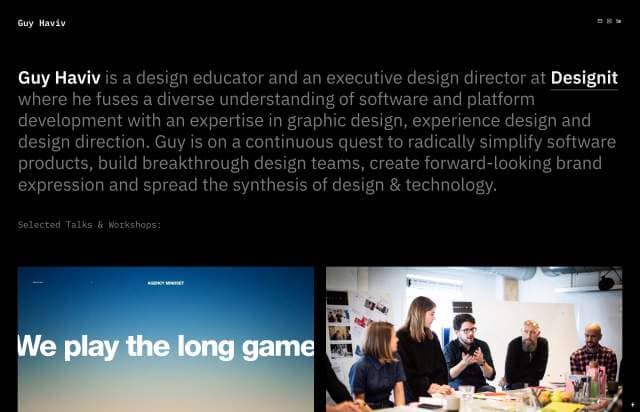 Guy Haviv
Guy Haviv is a design educator and an executive design director at Designit
where he fuses a diverse understanding of software and platform
development with an expertise in graphic design, experience design and
design direction. Guy is on a continuous quest to radically simplify software
products, build breakthrough design teams, create forward-looking brand
expression and spread the synthesis of design & technology.
Selected Talks & Workshops:
AGENCY MINDSET
We play the long game